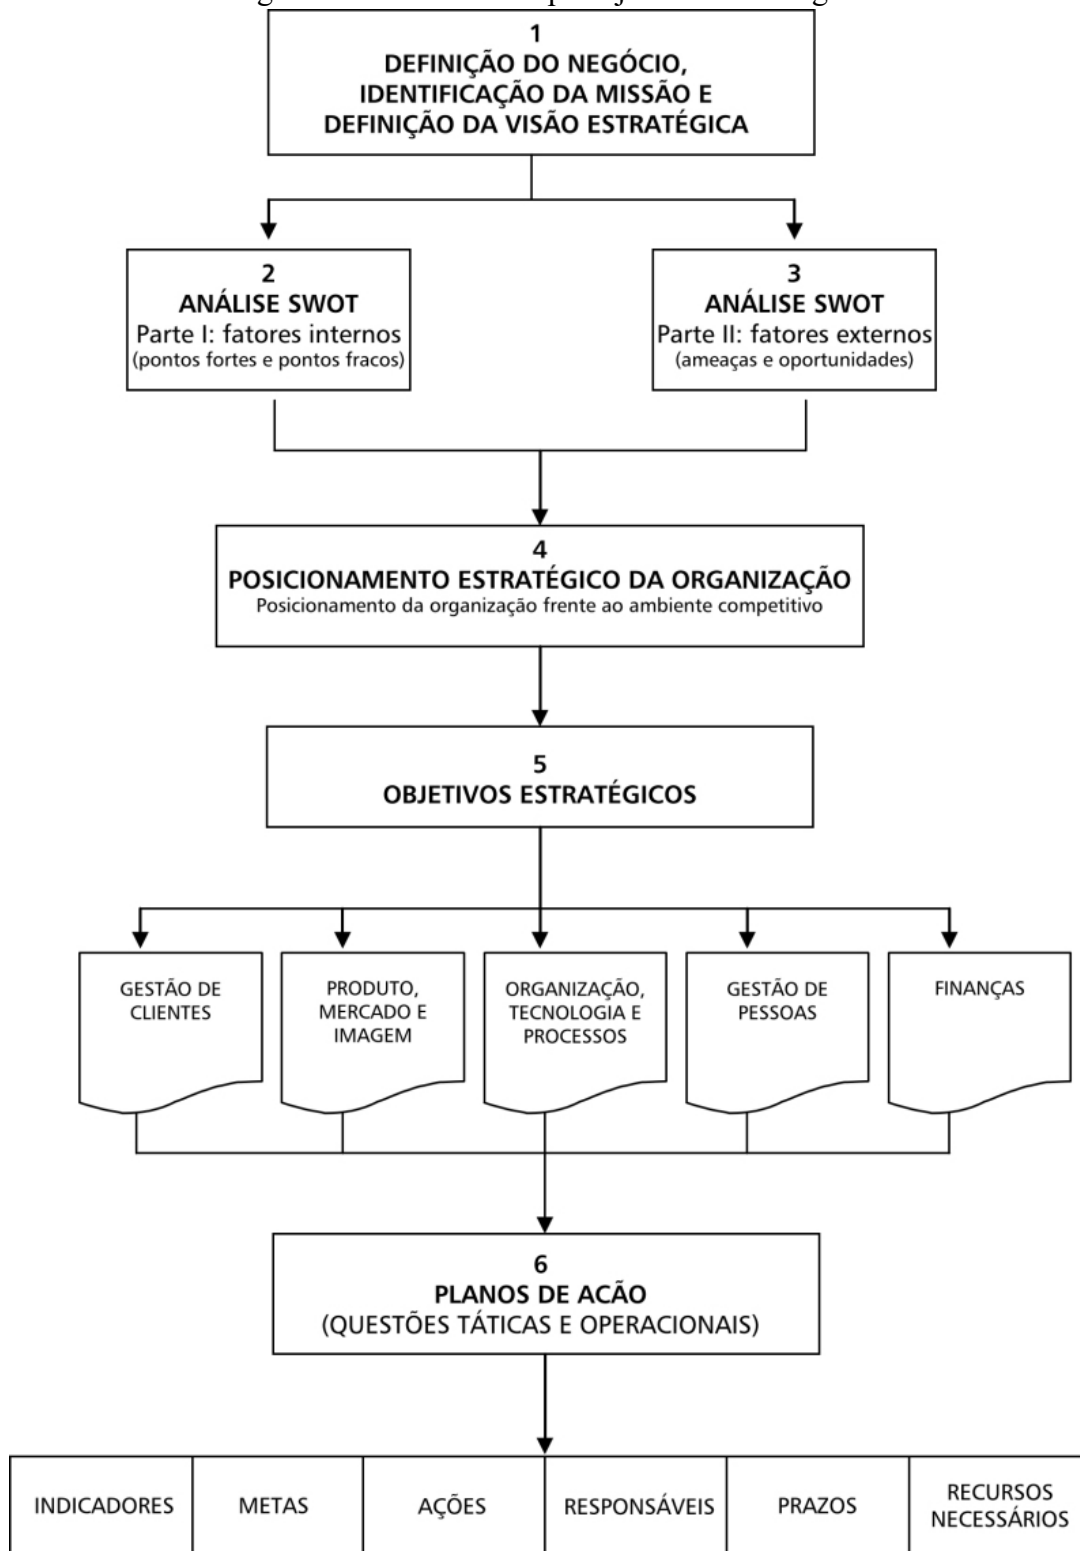 1
DEFINIÇÃO DO NEGÓCIO,
IDENTIFICAÇÃO DA MISSÃO E
DEFINIÇÃO DA VISÃO ESTRATÉGICA
2
ANÁLISE SWOT
Parte I: fatores internos
(pontos fortes e pontos fracos)
3
ANÁLISE SWOT
Parte II: fatores externos
(ameaças e oportunidades)
4
POSICIONAMENTO ESTRATÉGICO DA ORGANIZAÇÃO
Posicionamento da organização frente ao ambiente competitivo
5
OBJETIVOS ESTRATÉGICOS
GESTÃO DE
CLIENTES
PRODUTO,
MERCADO E
IMAGEM
ORGANIZAÇÃO,
TECNOLOGIA E
PROCESSOS
GESTÃO DE
PESSOAS
FINANÇAS
6
PLANOS DE ACÃO
(QUESTÕES TÁTICAS E OPERACIONAIS)
INDICADORES
METAS
AÇÕES
RESPONSÁVEIS
PRAZOS
RECURSOS
NECESSÁRIOS